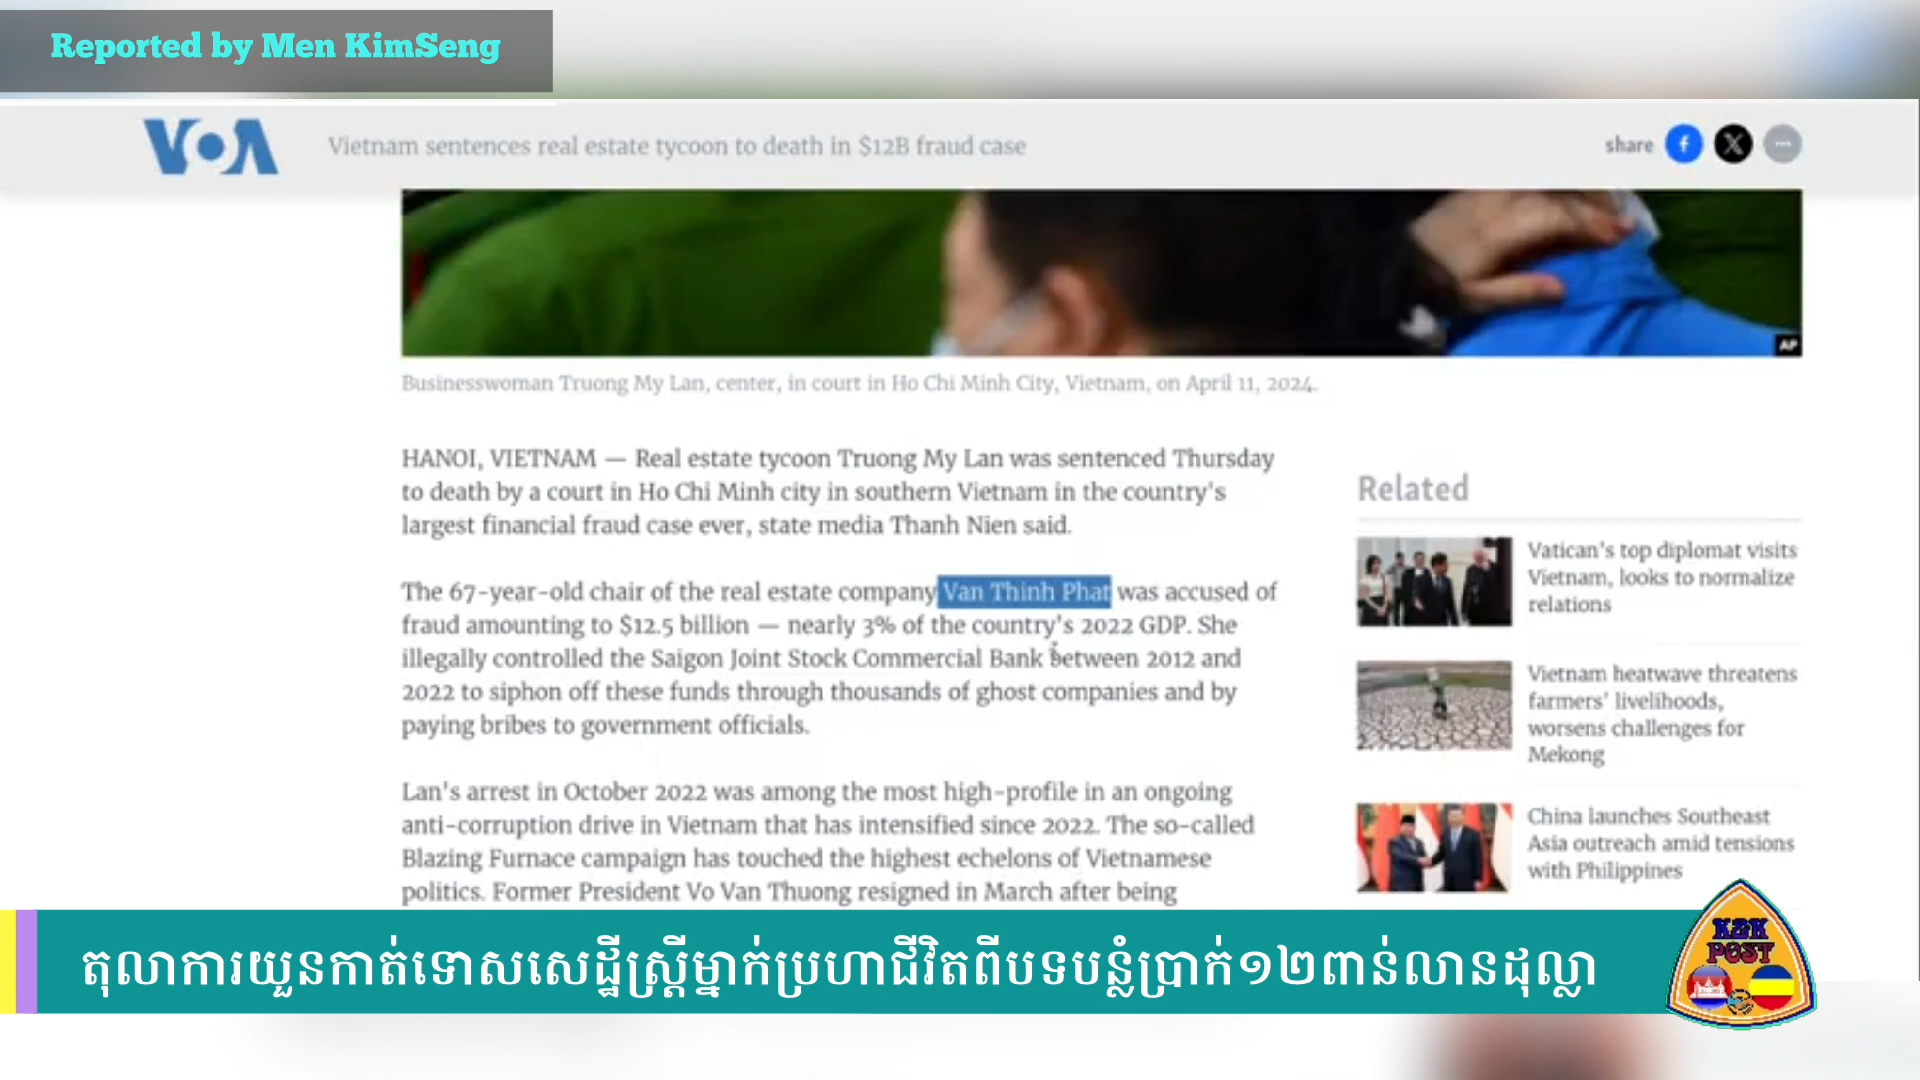 Reported by Men KimSeng
VOA
Vietnam sentences real estate tycoon to death in $12B fraud case
share
AP
Businesswoman Truong My Lan, center, in court in Ho Chi Minh City, Vietnam, on April 11, 2024.
HANOI, VIETNAM — Real estate tycoon Truong My Lan was sentenced Thursday
to death by a court in Ho Chi Minh city in southern Vietnam in the country's
largest financial fraud case ever, state media Thanh Nien said.
The 67-year-old chair of the real estate company Van Thinh Phat was accused of
fraud amounting to $12.5 billion — nearly 3% of the country's 2022 GDP. She
illegally controlled the Saigon Joint Stock Commercial Bank between 2012 and
2022 to siphon off these funds through thousands of ghost companies and by
paying bribes to government officials.
Lan's arrest in October 2022 was among the most high-profile in an ongoing
anti-corruption drive in Vietnam that has intensified since 2022. The so-called
Blazing Furnace campaign has touched the highest echelons of Vietnamese
politics. Former President Vo Van Thuong resigned in March after being
Related
Vatican's top diplomat visits
Vietnam, looks to normalize
relations
Vietnam heatwave threatens
farmers' livelihoods,
worsens challenges for
Mekong
China launches Southeast
Asia outreach amid tensions
with Philippines
តុលាការយួនកាត់ទោសសេដ្ឋីស្ត្រីម្នាក់ប្រហាជីវិតពីបទបន្លំប្រាក់១២ពាន់លានដុល្លា
K&K
POST